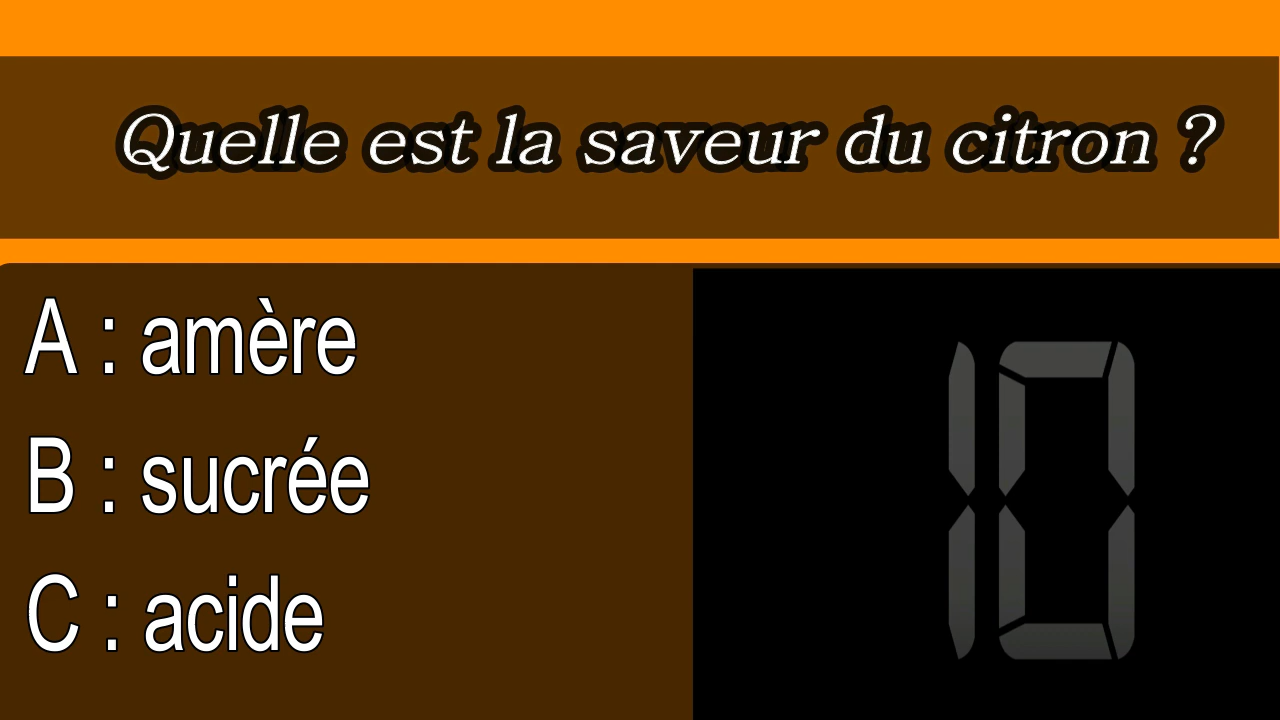 Quelle est la saveur du citron ?
A : amère
B : sucrée
C : acide
10